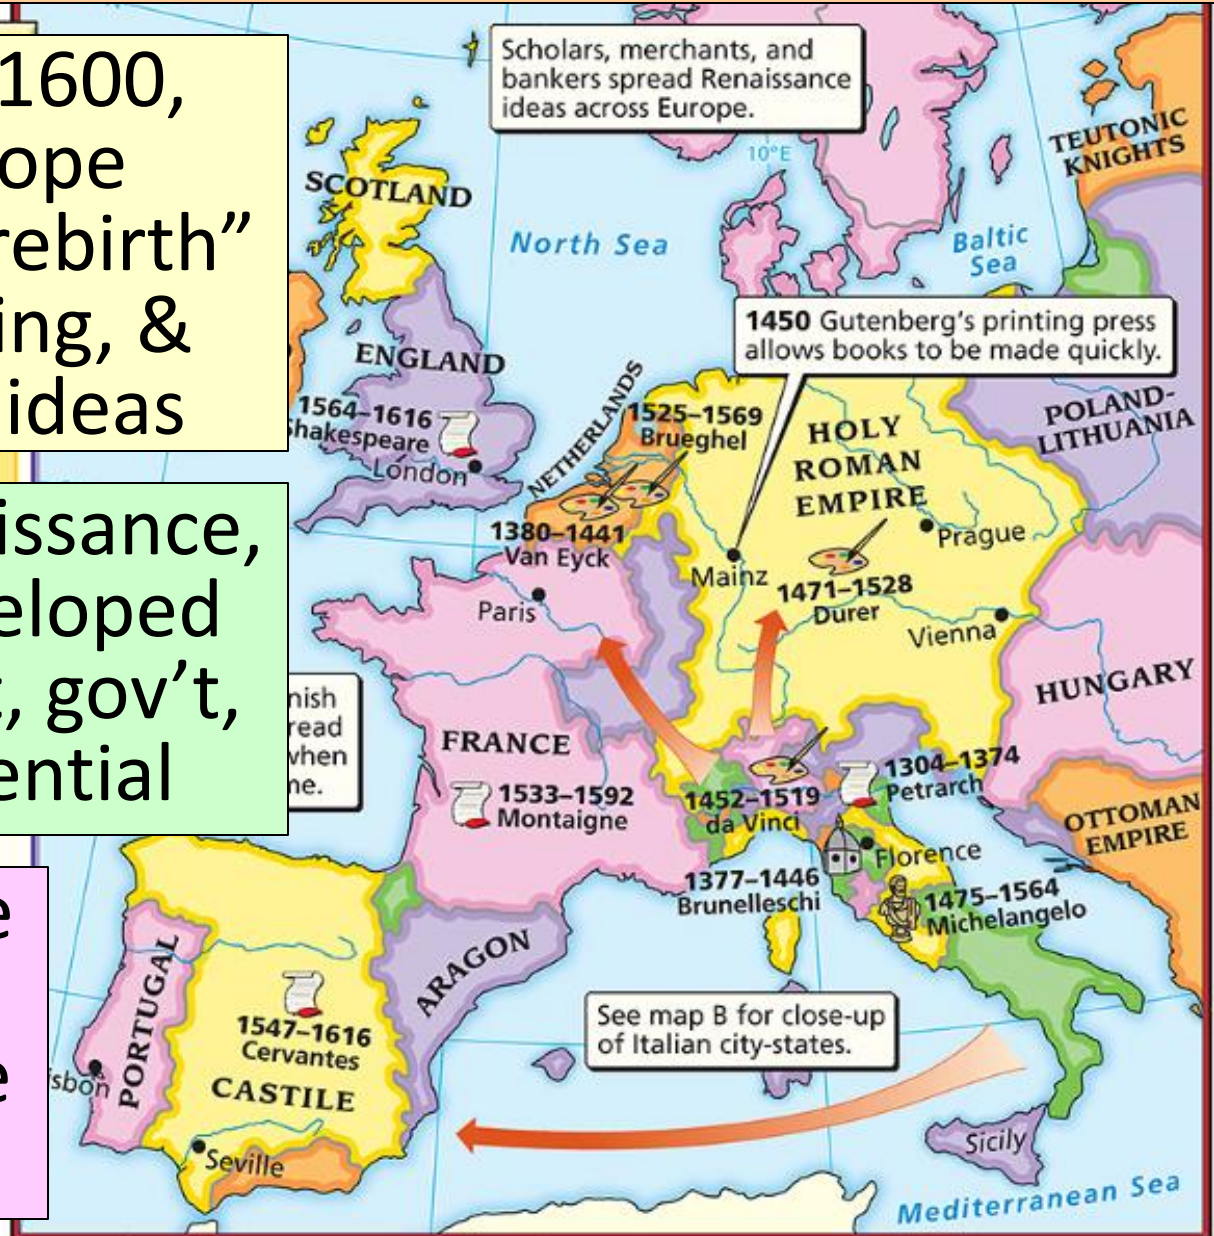 1600,
ope
rebirth”
ing, &
ideas
issance,
eloped
, gov’t,
ential
e
e
nish
read
when
me.
Scholars, merchants, and
bankers spread Renaissance
ideas across Europe.
10°E
TEUTONIC
KNIGHTS
SCOTLAND
North Sea
Baltic
Sea
1450 Gutenberg’s printing press
allows books to be made quickly.
ENGLAND
1564–1616
Shakespeare
London
NETHERLANDS
1525–1569
Brueghel
HOLY
ROMAN
EMPIRE
POLAND-
LITHUANIA
1380–1441
Van Eyck
Prague
Mainz
1471–1528
Durer
Paris
Vienna
HUNGARY
FRANCE
1533–1592
Montaigne
1452–1519
da Vinci
1304–1374
Petrarch
OTTOMAN
EMPIRE
Florence
1377–1446
Brunelleschi
1475–1564
Michelangelo
PORTUGAL
ARAGON
1547–1616
Cervantes
CASTILE
isbon
Seville
See map B for close-up
of Italian city-states.
Sicily
Mediterranean Sea